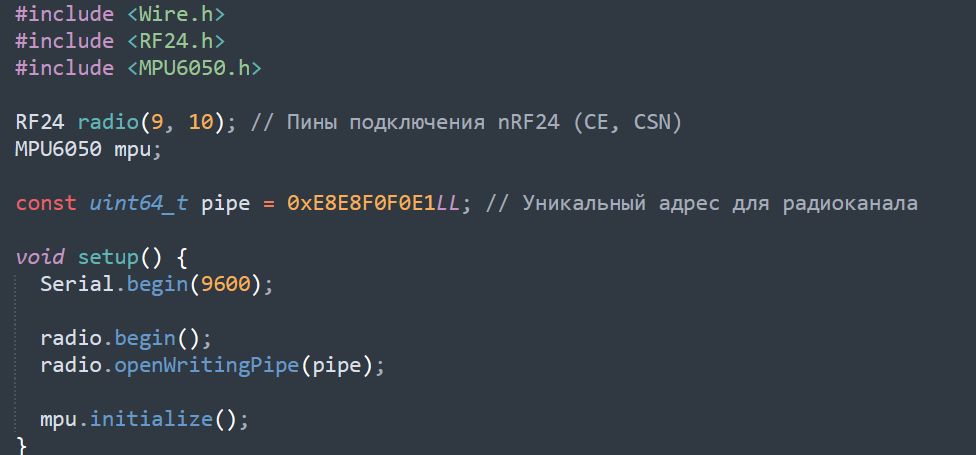 #include <Wire.h>
#include <RF24.h>
#include <MPU6050.h>
RF24 radio(9, 10); // Пины подключения nRF24 (CE, CSN)
MPU6050 mpu;
const uint64_t pipe = 0xE8E8F0F0E1LL; // Уникальный адрес для радиоканала
void setup() {
  Serial.begin(9600);
  radio.begin();
  radio.openWritingPipe(pipe);
  mpu.initialize();
}